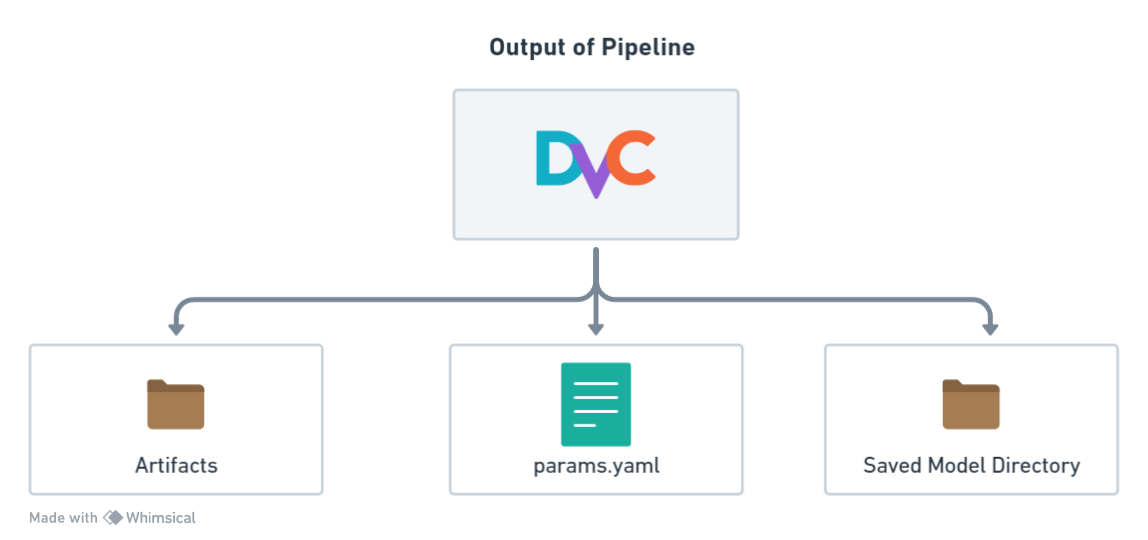 Output of Pipeline
DVC
Artifacts
params.yaml
Saved Model Directory
Made with Whimsical